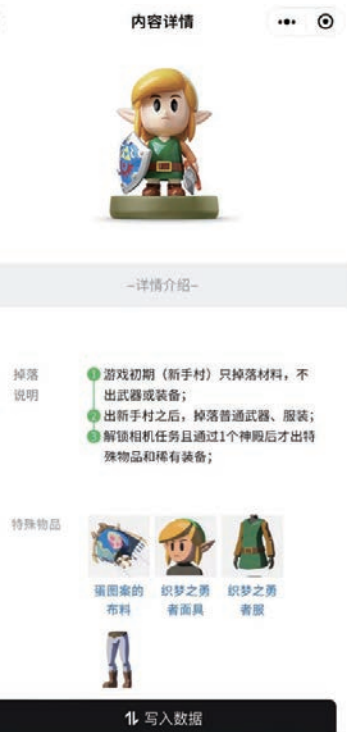 内容详情
-详情介绍-
掉落
说明
1 游戏初期（新手村）只掉落材料，不
出武器或装备；
2 出新手村之后，掉落普通武器、服装；
3 解锁相机任务且通过1个神殿后才出特
殊物品和稀有装备；
特殊物品
蛋图案的
布料
织梦之勇
者面具
织梦之勇
者服
写入数据